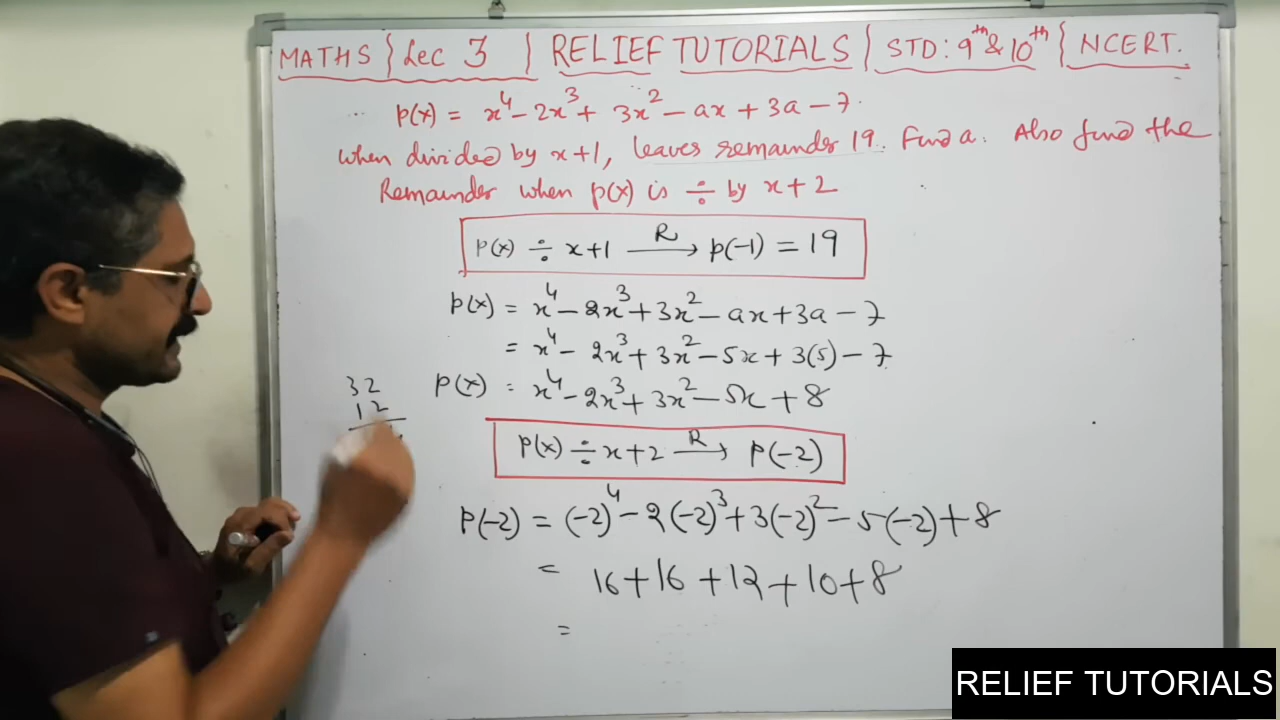 MATHS | Lec 3 | RELIEF TUTORIALS | STD: 9th & 10th | NCERT.
p(x) = x⁴ - 2x³ + 3x² - ax + 3a - 7.
when divided by x+1, leaves remainder 19. Find a. Also find the
Remainder when p(x) is ÷ by x+2
p(x) ÷ x+1 —R→ p(-1) = 19
p(x) = x⁴ - 2x³ + 3x² - ax + 3a - 7
= x⁴ - 2x³ + 3x² - 5x + 3(5) - 7
p(x) = x⁴ - 2x³ + 3x² - 5x + 8
32
12
p(x) ÷ x+2 —R→ p(-2)
p(-2) = (-2)⁴ - 2(-2)³ + 3(-2)² - 5(-2) + 8
= 16 + 16 + 12 + 10 + 8
=
RELIEF TUTORIALS